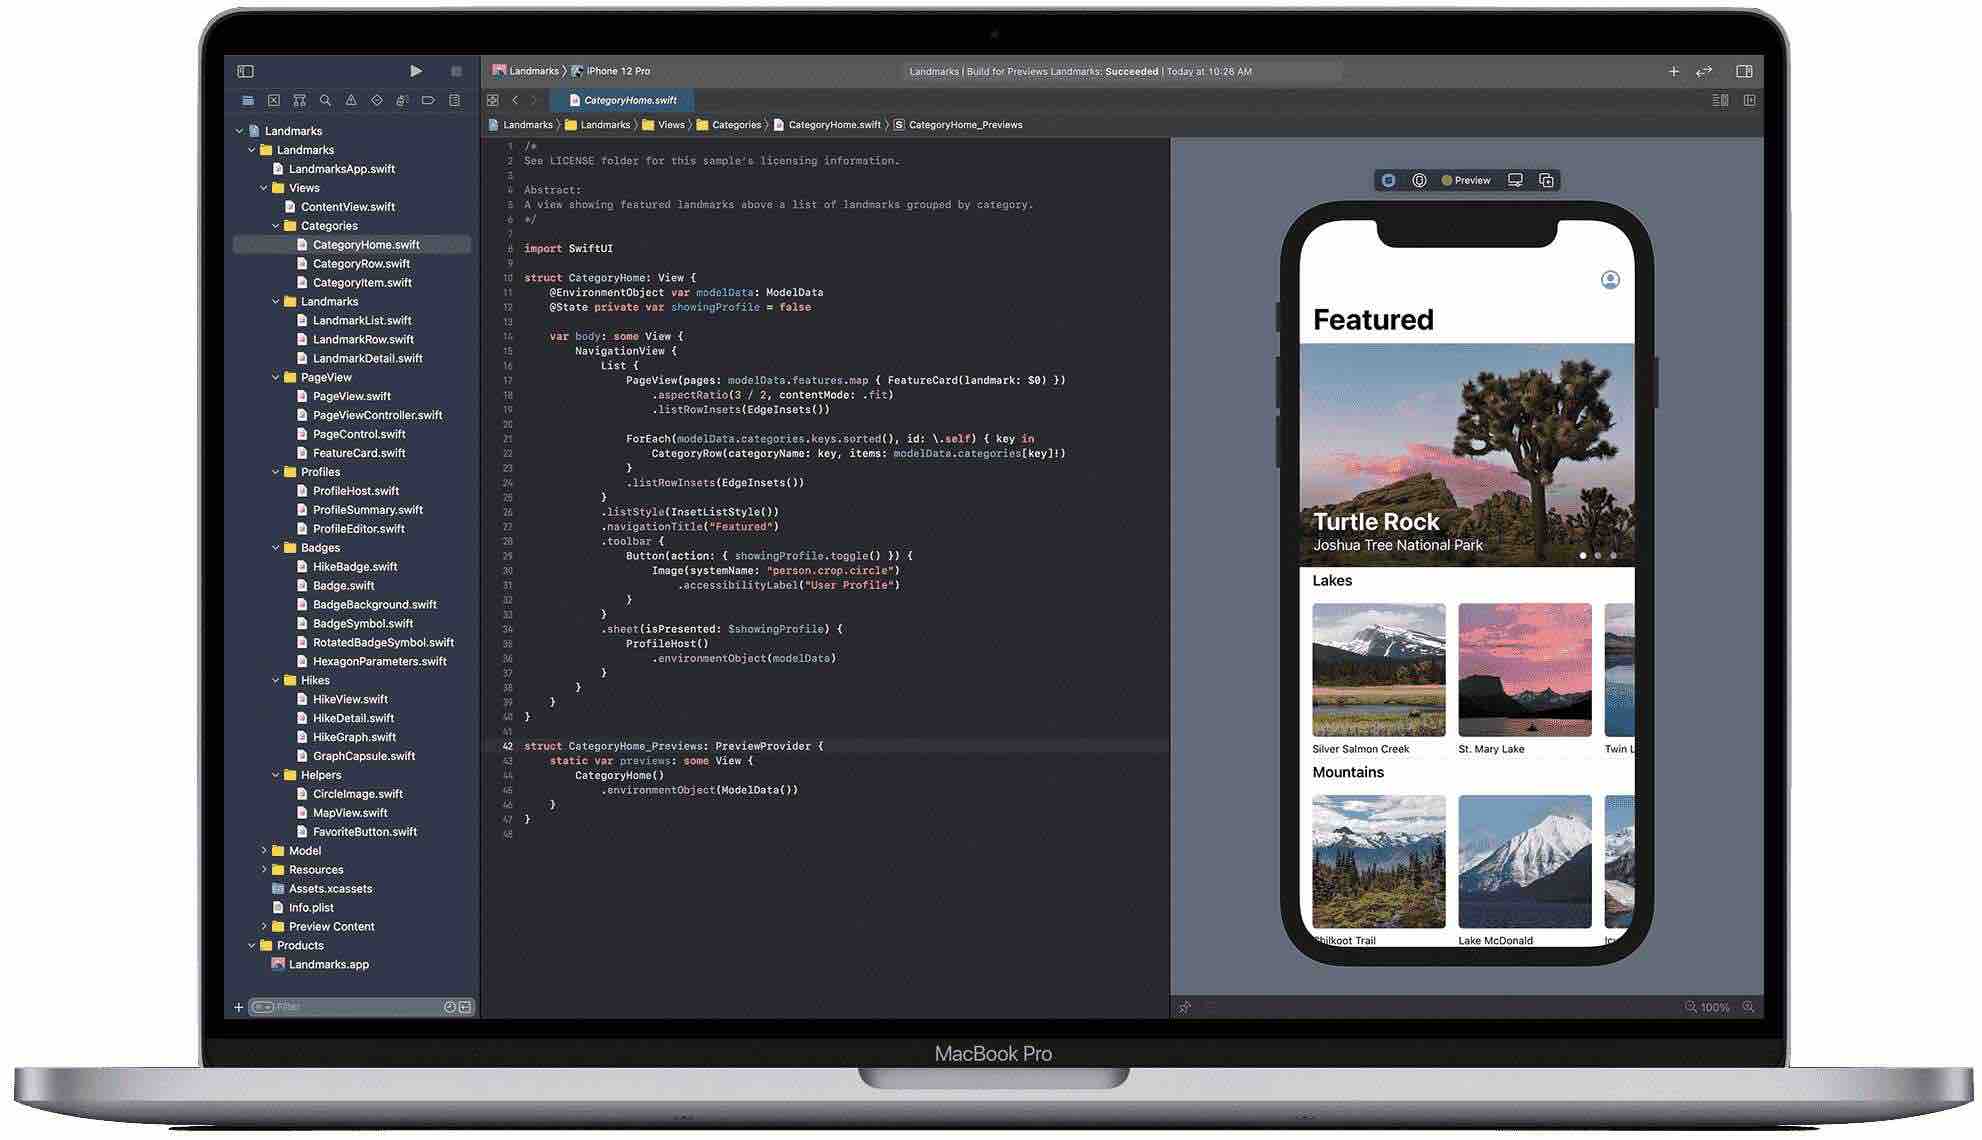 Landmarks 〉 iPhone 12 Pro
Landmarks | Build for Previews Landmarks: Succeeded | Today at 10:26 AM
CategoryHome.swift
Landmarks 〉 Landmarks 〉 Views 〉 Categories 〉 CategoryHome.swift 〉 S CategoryHome_Previews
Landmarks
Landmarks
LandmarksApp.swift
Views
ContentView.swift
Categories
CategoryHome.swift
CategoryRow.swift
CategoryItem.swift
Landmarks
LandmarkList.swift
LandmarkRow.swift
LandmarkDetail.swift
PageView
PageView.swift
PageViewController.swift
PageControl.swift
FeatureCard.swift
Profiles
ProfileHost.swift
ProfileSummary.swift
ProfileEditor.swift
Badges
HikeBadge.swift
Badge.swift
BadgeBackground.swift
BadgeSymbol.swift
RotatedBadgeSymbol.swift
HexagonParameters.swift
Hikes
HikeView.swift
HikeDetail.swift
HikeGraph.swift
GraphCapsule.swift
Helpers
CircleImage.swift
MapView.swift
FavoriteButton.swift
Model
Resources
Assets.xcassets
Info.plist
Preview Content
Products
Landmarks.app
Filter
1 /*
2 See LICENSE folder for this sample's licensing information.
3
4 Abstract:
5 A view showing featured landmarks above a list of landmarks grouped by category.
6 */
7
8 import SwiftUI
9
10 struct CategoryHome: View {
11     @EnvironmentObject var modelData: ModelData
12     @State private var showingProfile = false
13
14     var body: some View {
15         NavigationView {
16             List {
17                 PageView(pages: modelData.features.map { FeatureCard(landmark: $0) })
18                     .aspectRatio(3 / 2, contentMode: .fit)
19                     .listRowInsets(EdgeInsets())
20
21                 ForEach(modelData.categories.keys.sorted(), id: \.self) { key in
22                     CategoryRow(categoryName: key, items: modelData.categories[key]!)
23                 }
24                 .listRowInsets(EdgeInsets())
25             }
26             .listStyle(InsetListStyle())
27             .navigationTitle("Featured")
28             .toolbar {
29                 Button(action: { showingProfile.toggle() }) {
30                     Image(systemName: "person.crop.circle")
31                         .accessibilityLabel("User Profile")
32                 }
33             }
34             .sheet(isPresented: $showingProfile) {
35                 ProfileHost()
36                     .environmentObject(modelData)
37             }
38         }
39     }
40 }
41
42 struct CategoryHome_Previews: PreviewProvider {
43     static var previews: some View {
44         CategoryHome()
45             .environmentObject(ModelData())
46     }
47 }
48
Preview
Featured
Turtle Rock
Joshua Tree National Park
Lakes
Silver Salmon Creek
St. Mary Lake
Twin L
Mountains
Chilkoot Trail
Lake McDonald
Icy
100%
MacBook Pro